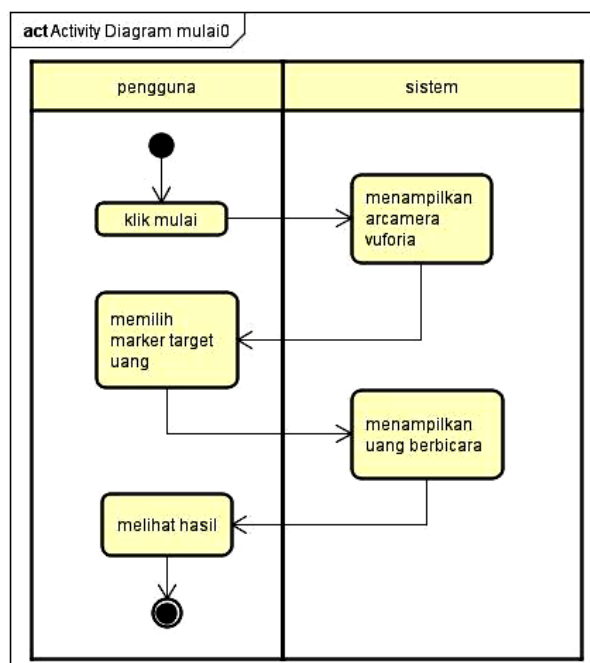 act Activity Diagram mulai0
pengguna
sistem
klik mulai
menampilkan
arcamera
vuforia
memilih
marker target
uang
menampilkan
uang berbicara
melihat hasil